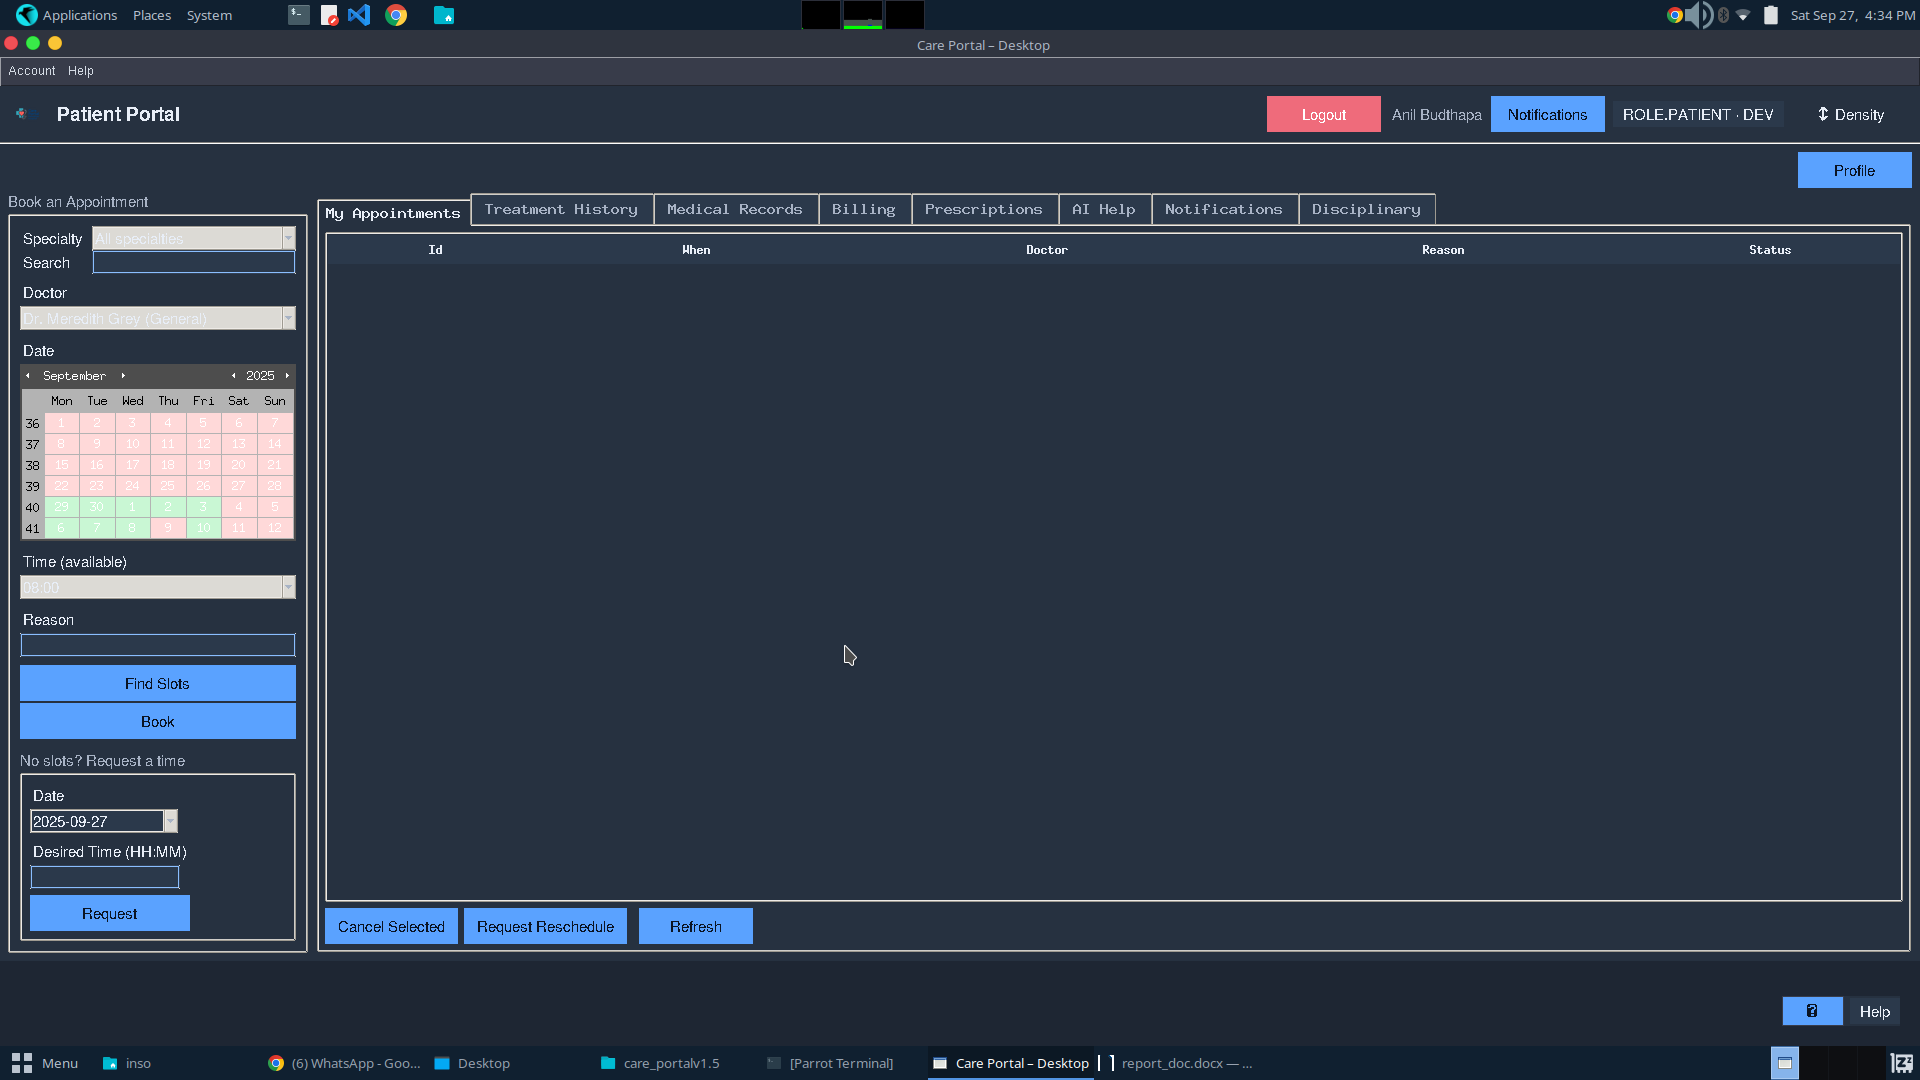 Applications Places System
Sat Sep 27, 4:34 PM
Care Portal – Desktop
Account Help
Patient Portal
Logout Anil Budthapa Notifications ROLE.PATIENT · DEV ⇕ Density
Profile
Book an Appointment
My Appointments Treatment History Medical Records Billing Prescriptions AI Help Notifications Disciplinary
Specialty All specialties
Search
Id When Doctor Reason Status
Doctor
Dr. Meredith Grey (General)
Date
September 2025
Mon Tue Wed Thu Fri Sat Sun
36 1 2 3 4 5 6 7
37 8 9 10 11 12 13 14
38 15 16 17 18 19 20 21
39 22 23 24 25 26 27 28
40 29 30 1 2 3 4 5
41 6 7 8 9 10 11 12
Time (available)
08:00
Reason
Find Slots
Book
No slots? Request a time
Date
2025-09-27
Desired Time (HH:MM)
Request
Cancel Selected Request Reschedule Refresh
? Help
Menu inso (6) WhatsApp - Goo... Desktop care_portalv1.5 [Parrot Terminal] Care Portal – Desktop report_doc.docx — ...